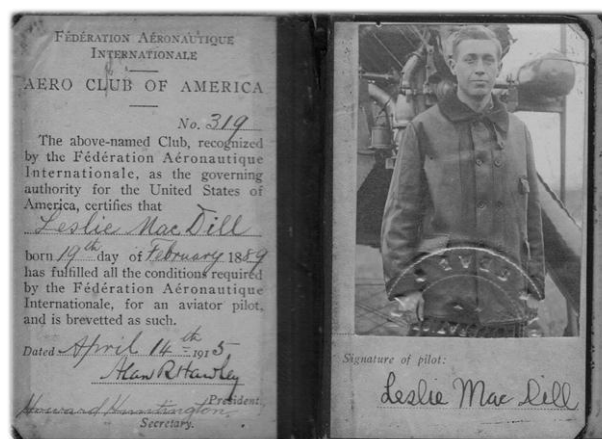 FÉDÉRATION AÉRONAUTIQUE
INTERNATIONALE
AERO CLUB OF AMERICA
No. 319
The above-named Club, recognized
by the Fédération Aéronautique
Internationale, as the governing
authority for the United States of
America, certifies that
Leslie MacDill
born 19th day of February 1889
has fulfilled all the conditions required
by the Fédération Aéronautique
Internationale, for an aviator pilot,
and is brevetted as such.
Dated April 14th 1915
Alan R Hawley
President.
Howard Huntington
Secretary.
Signature of pilot:
Leslie MacDill